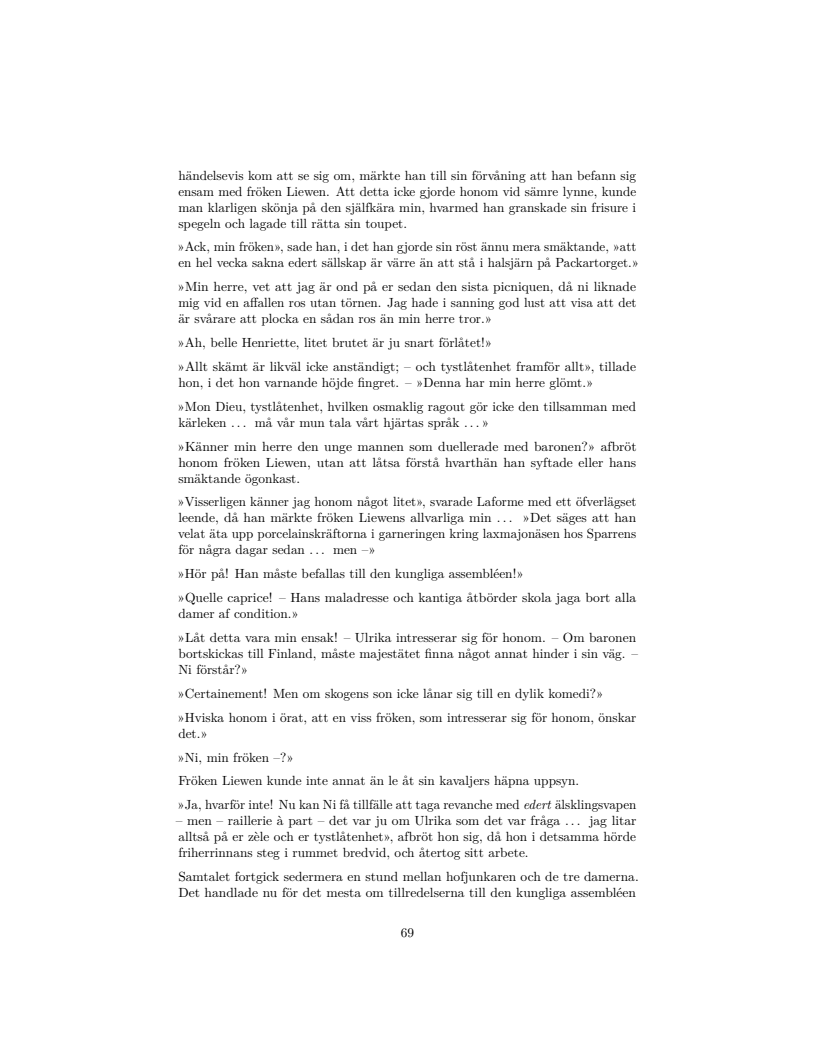 händelsevis kom att se sig om, märkte han till sin förvåning att han befann sig
ensam med fröken Liewen. Att detta icke gjorde honom vid sämre lynne, kunde
man klarligen skönja på den själfkära min, hvarmed han granskade sin frisure i
spegeln och lagade till rätta sin toupet.
»Ack, min fröken», sade han, i det han gjorde sin röst ännu mera smäktande, »att
en hel vecka sakna edert sällskap är värre än att stå i halsjärn på Packartorget.»
»Min herre, vet att jag är ond på er sedan den sista picniquen, då ni liknade
mig vid en affallen ros utan törnen. Jag hade i sanning god lust att visa att det
är svårare att plocka en sådan ros än min herre tror.»
»Ah, belle Henriette, litet brutet är ju snart förlåtet!»
»Allt skämt är likväl icke anständigt; – och tystlåtenhet framför allt», tillade
hon, i det hon varnande höjde fingret. – »Denna har min herre glömt.»
»Mon Dieu, tystlåtenhet, hvilken osmaklig ragout gör icke den tillsamman med
kärleken ... må vår mun tala vårt hjärtas språk ... »
»Känner min herre den unge mannen som duellerade med baronen?» afbröt
honom fröken Liewen, utan att låtsa förstå hvarthän han syftade eller hans
smäktande ögonkast.
»Visserligen känner jag honom något litet», svarade Laforme med ett öfverlägset
leende, då han märkte fröken Liewens allvarliga min ... »Det säges att han
velat äta upp porcelainskräftorna i garneringen kring laxmajonäsen hos Sparrens
för några dagar sedan ... men –»
»Hör på! Han måste befallas till den kungliga assembléen!»
»Quelle caprice! – Hans maladresse och kantiga åtbörder skola jaga bort alla
damer af condition.»
»Låt detta vara min ensak! – Ulrika intresserar sig för honom. – Om baronen
bortskickas till Finland, måste majestätet finna något annat hinder i sin väg. –
Ni förstår?»
»Certainement! Men om skogens son icke lånar sig till en dylik komedi?»
»Hviska honom i örat, att en viss fröken, som intresserar sig för honom, önskar
det.»
»Ni, min fröken –?»
Fröken Liewen kunde inte annat än le åt sin kavaljers häpna uppsyn.
»Ja, hvarför inte! Nu kan Ni få tillfälle att taga revanche med edert älsklingsvapen
– men – raillerie à part – det var ju om Ulrika som det var fråga ... jag litar
alltså på er zèle och er tystlåtenhet», afbröt hon sig, då hon i detsamma hörde
friherrinnans steg i rummet bredvid, och återtog sitt arbete.
Samtalet fortgick sedermera en stund mellan hofjunkaren och de tre damerna.
Det handlade nu för det mesta om tillredelserna till den kungliga assembléen
69